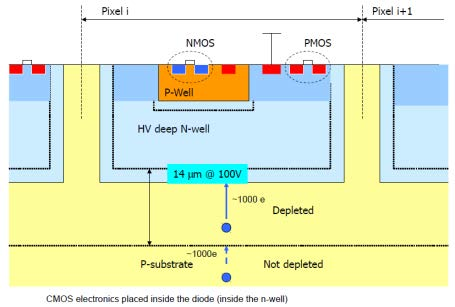 Pixel i
Pixel i+1
NMOS
PMOS
P-Well
HV deep N-well
14 µm @ 100V
~1000 e
Depleted
~1000e
P-substrate
Not depleted
CMOS electronics placed inside the diode (inside the n-well)